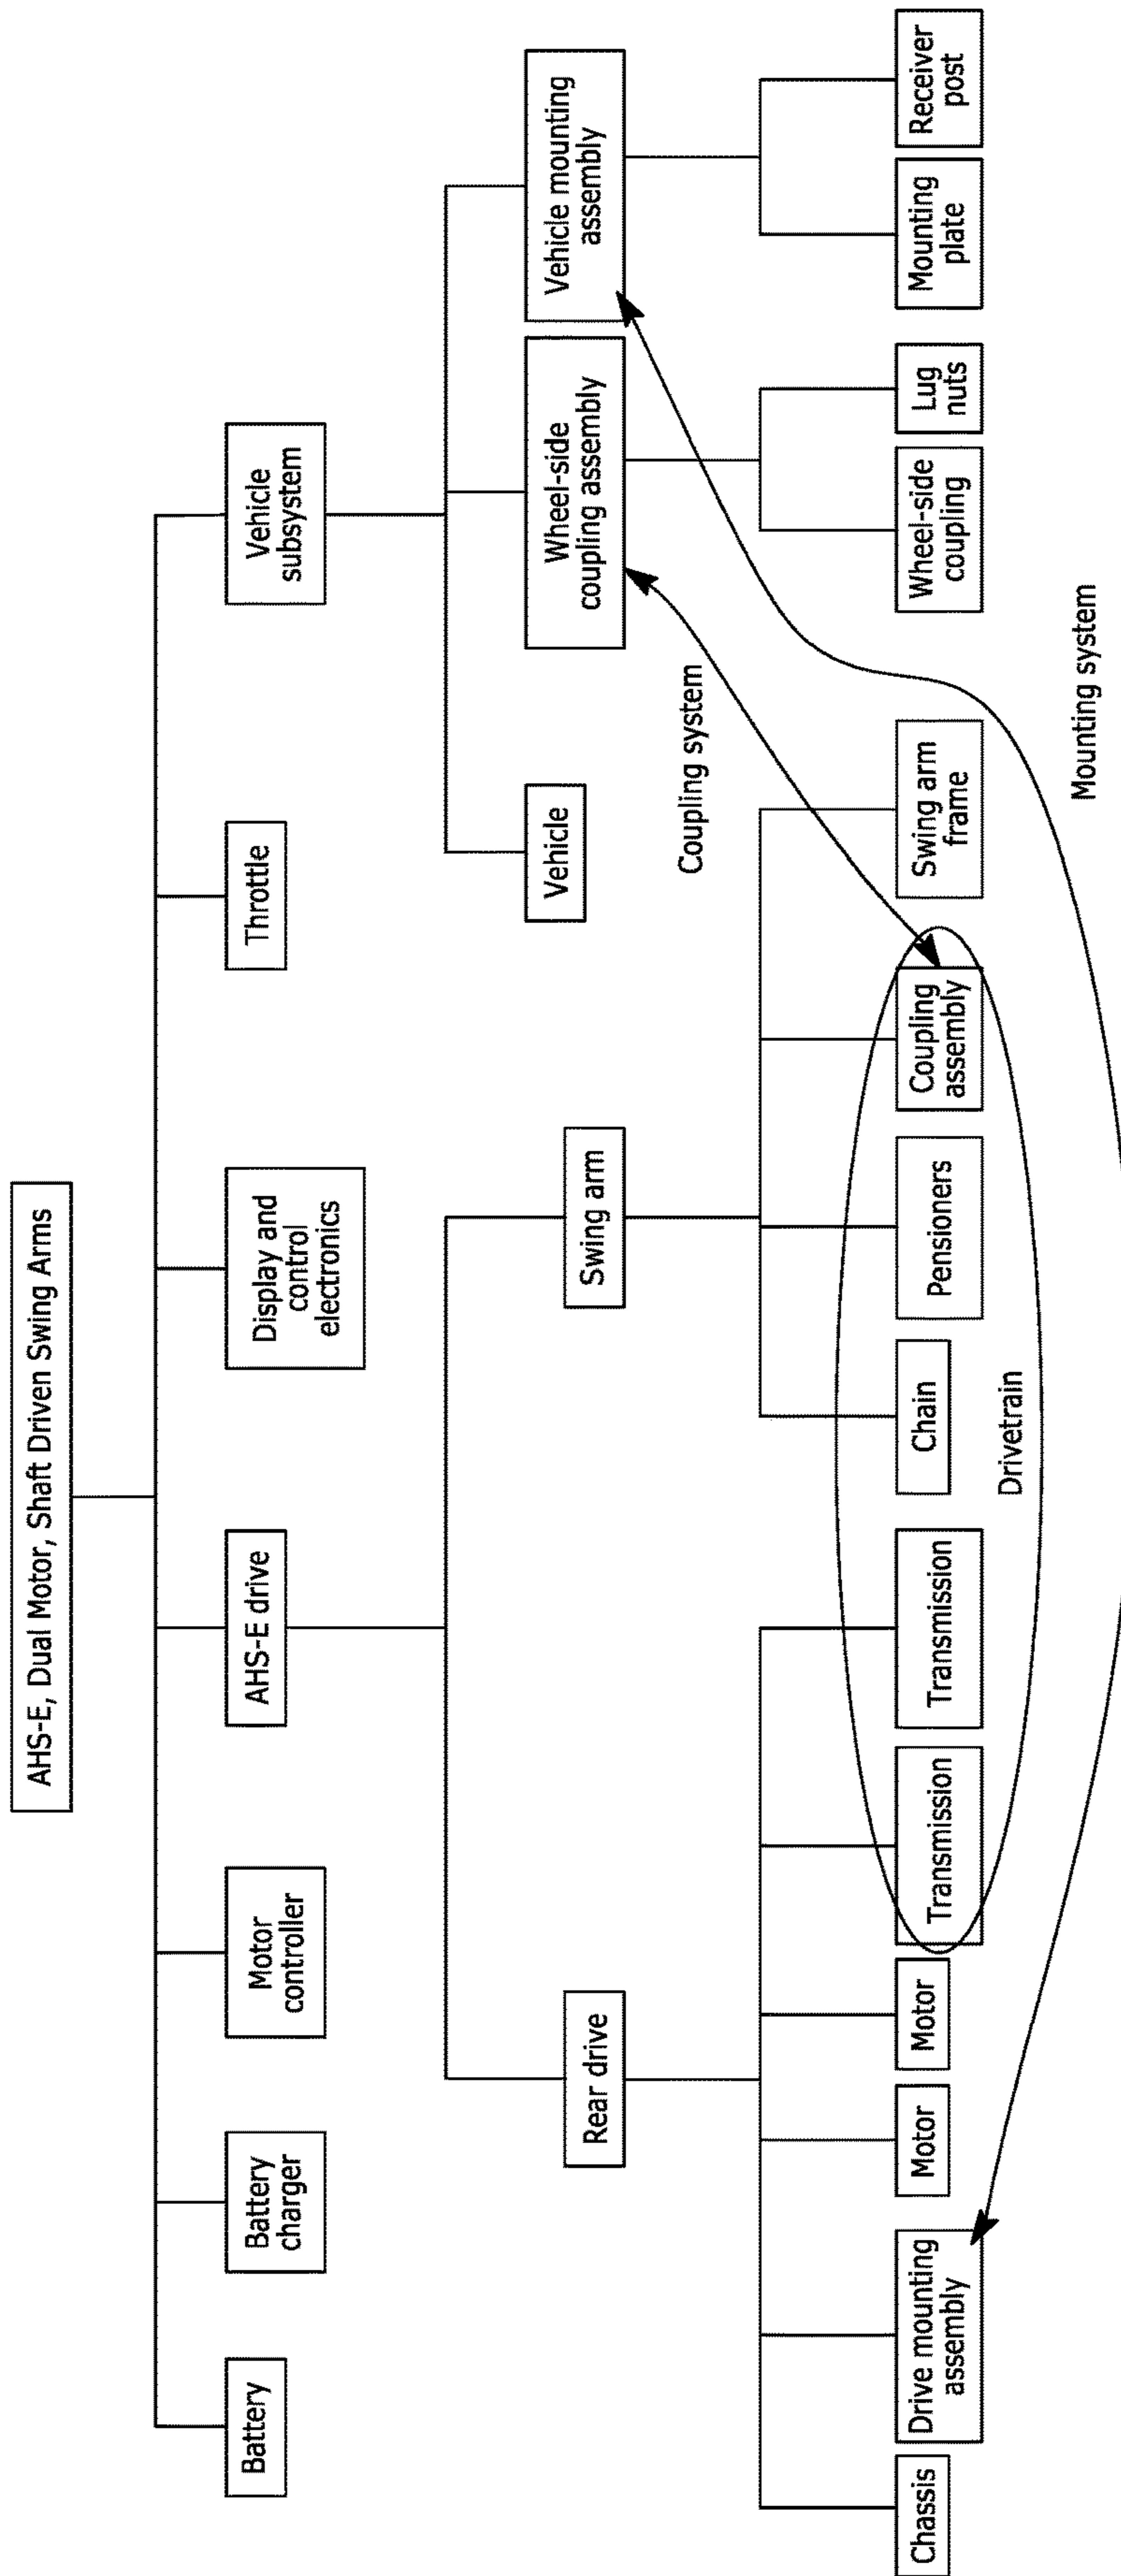 AHS-E, Dual Motor, Shaft Driven Swing Arms
Battery
Battery
charger
Motor
controller
AHS-E drive
Display and
control
electronics
Throttle
Vehicle
subsystem
Rear drive
Swing arm
Vehicle
Wheel-side
coupling assembly
Vehicle mounting
assembly
Coupling system
Chassis
Drive mounting
assembly
Motor
Motor
Transmission
Transmission
Chain
Pensioners
Coupling
assembly
Swing arm
frame
Wheel-side
coupling
Lug
nuts
Mounting
plate
Receiver
post
Drivetrain
Mounting system